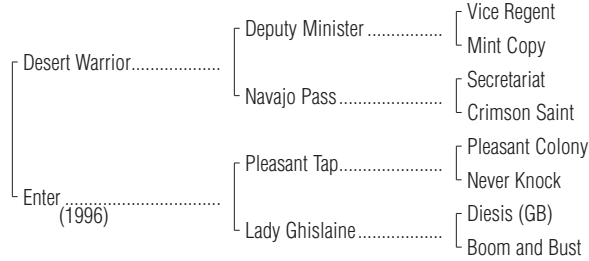 Vice Regent
Deputy Minister ................
Mint Copy
Desert Warrior...................
Secretariat
Navajo Pass......................
Crimson Saint
Pleasant Colony
Pleasant Tap......................
Never Knock
Enter .................................
(1996)
Diesis (GB)
Lady Ghislaine..................
Boom and Bust